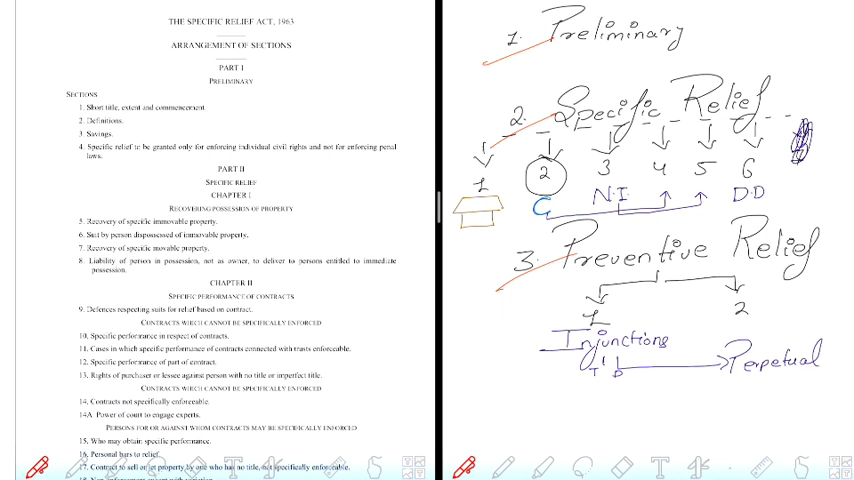 THE SPECIFIC RELIEF ACT, 1963
ARRANGEMENT OF SECTIONS
PART I
PRELIMINARY
SECTIONS
1. Short title, extent and commencement.
2. Definitions.
3. Savings.
4. Specific relief to be granted only for enforcing individual civil rights and not for enforcing penal
laws.
PART II
SPECIFIC RELIEF
CHAPTER I
RECOVERING POSSESSION OF PROPERTY
5. Recovery of specific immovable property.
6. Suit by person dispossessed of immovable property.
7. Recovery of specific movable property.
8. Liability of person in possession, not as owner, to deliver to persons entitled to immediate
possession.
CHAPTER II
SPECIFIC PERFORMANCE OF CONTRACTS
9. Defences respecting suits for relief based on contract.
CONTRACTS WHICH CANNOT BE SPECIFICALLY ENFORCED
10. Specific performance in respect of contracts.
11. Cases in which specific performance of contracts connected with trusts enforceable.
12. Specific performance of part of contract.
13. Rights of purchaser or lessee against person with no title or imperfect title.
CONTRACTS WHICH CANNOT BE SPECIFICALLY ENFORCED
14. Contracts not specifically enforceable.
14A Power of court to engage experts.
PERSONS FOR OR AGAINST WHOM CONTRACTS MAY BE SPECIFICALLY ENFORCED
15. Who may obtain specific performance.
16. Personal bars to relief.
17. Contract to sell or let property by one who has no title, not specifically enforceable.
1. Preliminary
2. Specific Relief
1 2 3 4 5 6
C N.I D.D
3. Preventive Relief
1 2
Injunctions
T P Perpetual